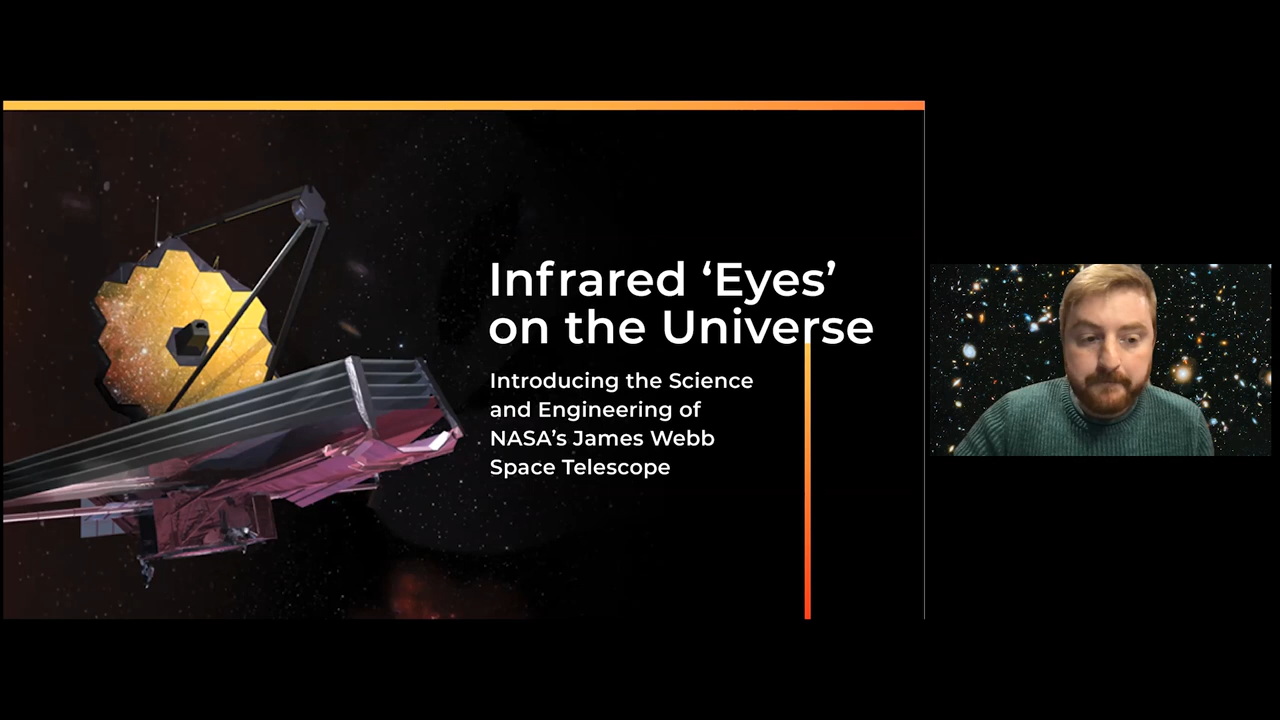 Infrared ‘Eyes’
on the Universe
Introducing the Science
and Engineering of
NASA’s James Webb
Space Telescope